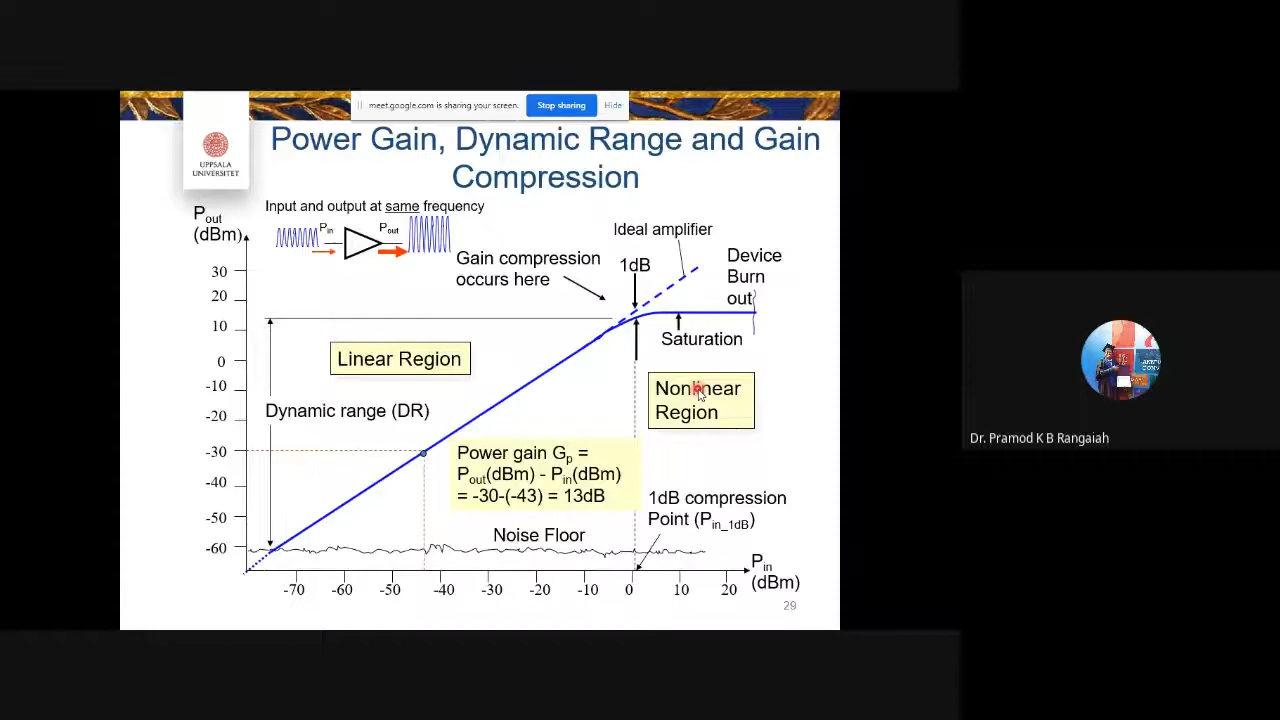 meet.google.com is sharing your screen. Stop sharing Hide
UPPSALA
UNIVERSITET
Power Gain, Dynamic Range and Gain
Compression
Input and output at same frequency
Pout
(dBm)
Pin
Pout
Gain compression
occurs here
Ideal amplifier
1dB
Device
Burn
out
30
20
10
0
-10
-20
-30
-40
-50
-60
Linear Region
Saturation
Nonlinear
Region
Dynamic range (DR)
Power gain Gp =
Pout(dBm) - Pin(dBm)
= -30-(-43) = 13dB
1dB compression
Point (Pin_1dB)
Noise Floor
Pin
(dBm)
-70 -60 -50 -40 -30 -20 -10 0 10 20
29
Dr. Pramod K B Rangaiah